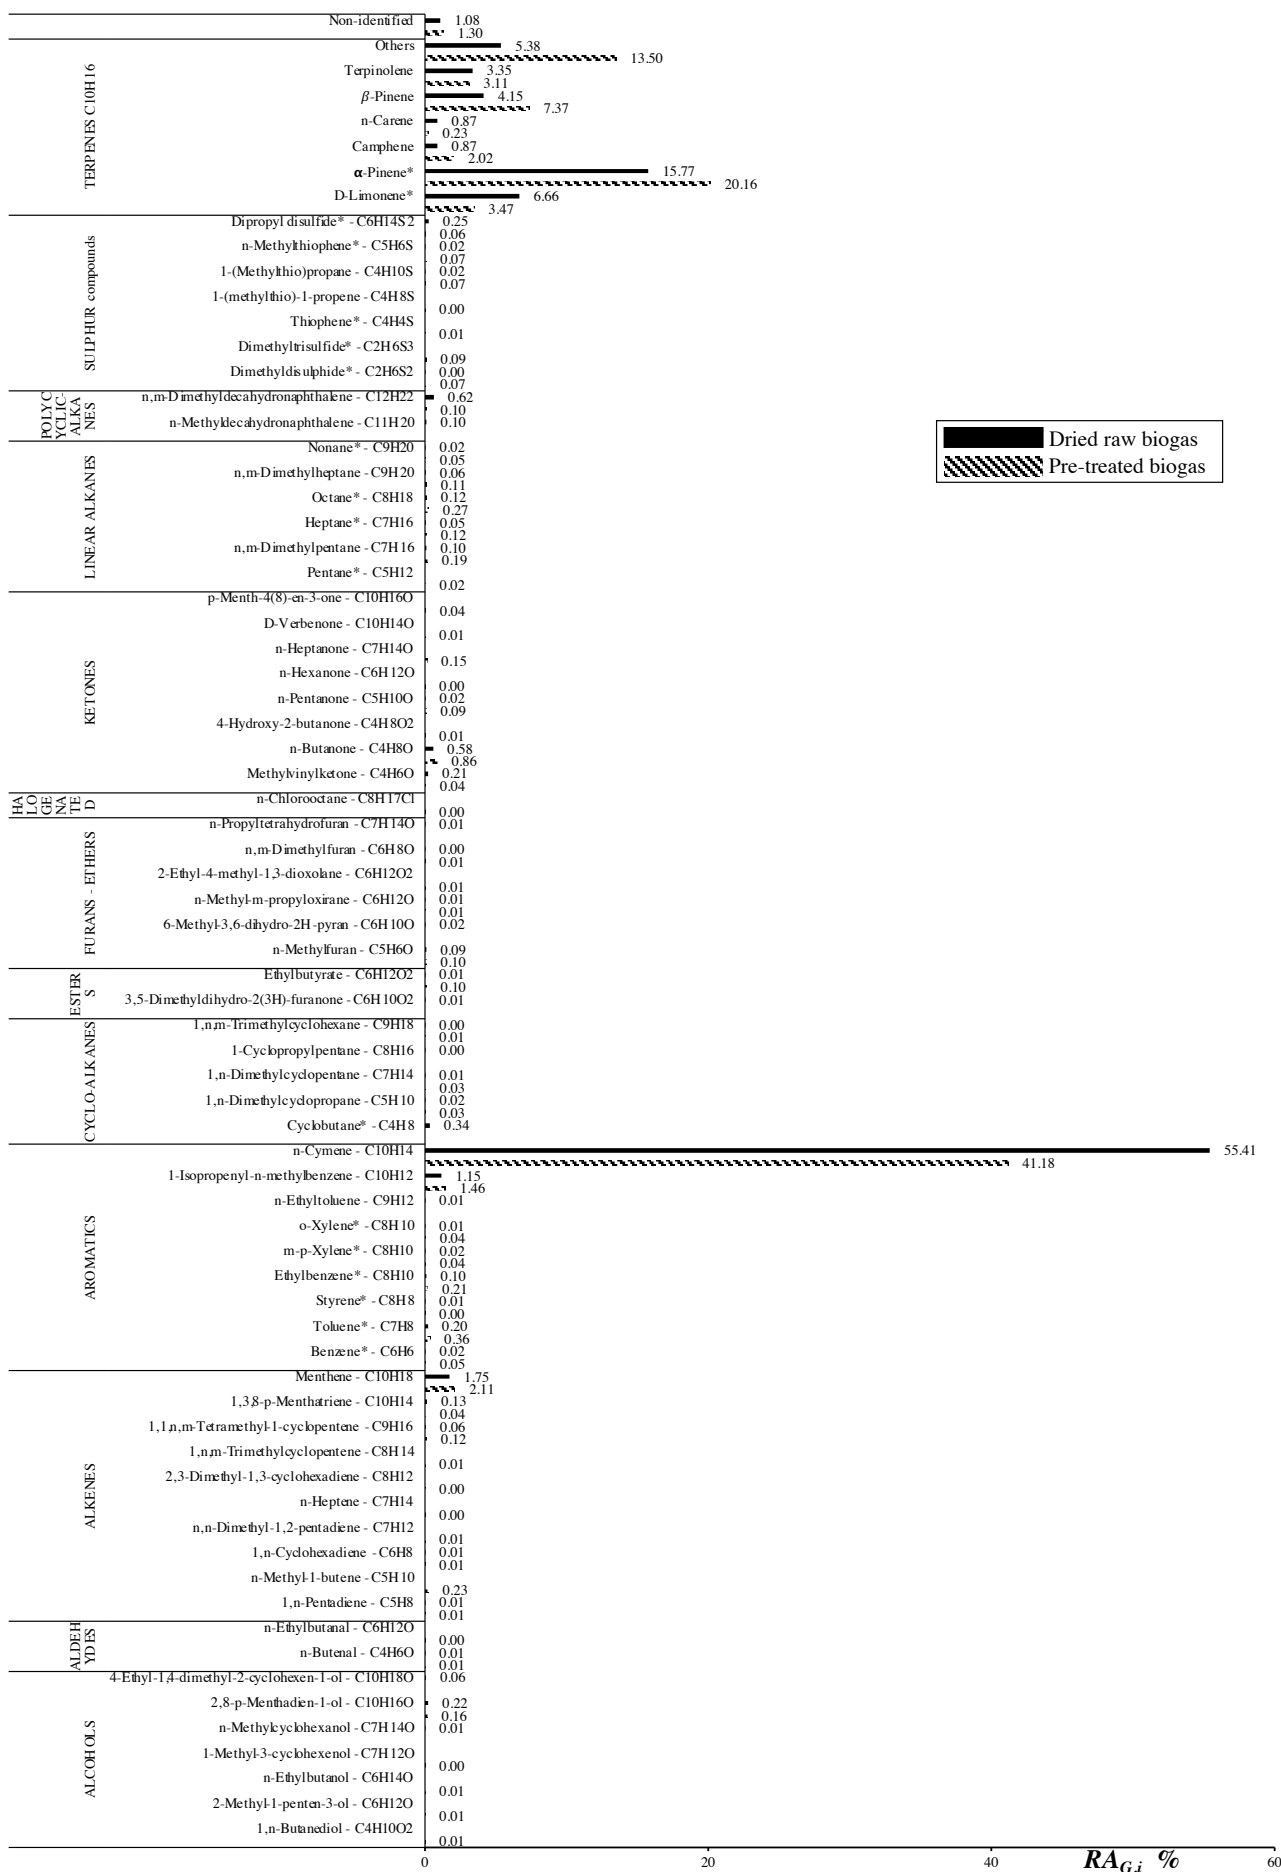 Non-identified 1.08
1.30
TERPENES C10H16
Others 5.38
13.50
Terpinolene 3.35
3.11
β-Pinene 4.15
7.37
n-Carene 0.87
0.23
Camphene 0.87
2.02
α-Pinene* 15.77
20.16
D-Limonene* 6.66
3.47
SULPHUR compounds
Dipropyl disulfide* - C6H14S2 0.25
0.06
n-Methylthiophene* - C5H6S 0.02
0.07
1-(Methylthio)propane - C4H10S 0.02
0.07
1-(methylthio)-1-propene - C4H8S
0.00
Thiophene* - C4H4S
0.01
Dimethyltrisulfide* - C2H6S3
0.09
Dimethyldisulphide* - C2H6S2 0.00
0.07
POLYC
YCLIC-
ALKA
NES
n,m-Dimethyldecahydronaphthalene - C12H22 0.62
0.10
n-Methyldecahydronaphthalene - C11H20 0.10
Dried raw biogas
Pre-treated biogas
LINEAR ALKANES
Nonane* - C9H20 0.02
0.05
n,m-Dimethylheptane - C9H20 0.06
0.11
Octane* - C8H18 0.12
0.27
Heptane* - C7H16 0.05
0.12
n,m-Dimethylpentane - C7H16 0.10
0.19
Pentane* - C5H12
0.02
KETONES
p-Menth-4(8)-en-3-one - C10H16O
0.04
D-Verbenone - C10H14O
0.01
n-Heptanone - C7H14O
0.15
n-Hexanone - C6H12O
0.00
n-Pentanone - C5H10O 0.02
0.09
4-Hydroxy-2-butanone - C4H8O2
0.01
n-Butanone - C4H8O 0.58
0.86
Methylvinylketone - C4H6O 0.21
0.04
HA
LO
GE
NA
TE
D
n-Chlorooctane - C8H17Cl
0.00
FURANS - ETHERS
n-Propyltetrahydrofuran - C7H14O 0.01
n,m-Dimethylfuran - C6H8O 0.00
0.01
2-Ethyl-4-methyl-1,3-dioxolane - C6H12O2
0.01
n-Methyl-m-propyloxirane - C6H12O 0.01
0.01
6-Methyl-3,6-dihydro-2H-pyran - C6H10O 0.02
n-Methylfuran - C5H6O 0.09
0.10
ESTER
S
Ethylbutyrate - C6H12O2 0.01
0.10
3,5-Dimethyldihydro-2(3H)-furanone - C6H10O2 0.01
CYCLO-ALKANES
1,n,m-Trimethylcyclohexane - C9H18 0.00
0.01
1-Cyclopropylpentane - C8H16 0.00
1,n-Dimethylcyclopentane - C7H14 0.01
0.03
1,n-Dimethylcyclopropane - C5H10 0.02
0.03
Cyclobutane* - C4H8 0.34
AROMATICS
n-Cymene - C10H14 55.41
41.18
1-Isopropenyl-n-methylbenzene - C10H12 1.15
1.46
n-Ethyltoluene - C9H12 0.01
o-Xylene* - C8H10 0.01
0.04
m-p-Xylene* - C8H10 0.02
0.04
Ethylbenzene* - C8H10 0.10
0.21
Styrene* - C8H8 0.01
0.00
Toluene* - C7H8 0.20
0.36
Benzene* - C6H6 0.02
0.05
ALKENES
Menthene - C10H18 1.75
2.11
1,3,8-p-Menthatriene - C10H14 0.13
0.04
1,1,n,m-Tetramethyl-1-cyclopentene - C9H16 0.06
0.12
1,n,m-Trimethylcyclopentene - C8H14
0.01
2,3-Dimethyl-1,3-cyclohexadiene - C8H12
0.00
n-Heptene - C7H14
0.00
n,n-Dimethyl-1,2-pentadiene - C7H12
0.01
1,n-Cyclohexadiene - C6H8 0.01
0.01
n-Methyl-1-butene - C5H10
0.23
1,n-Pentadiene - C5H8 0.01
0.01
ALDEH
YDES
n-Ethylbutanal - C6H12O
0.00
n-Butenal - C4H6O 0.01
0.01
ALCOHOLS
4-Ethyl-1,4-dimethyl-2-cyclohexen-1-ol - C10H18O 0.06
2,8-p-Menthadien-1-ol - C10H16O 0.22
0.16
n-Methylcyclohexanol - C7H14O 0.01
1-Methyl-3-cyclohexenol - C7H12O
0.00
n-Ethylbutanol - C6H14O
0.01
2-Methyl-1-penten-3-ol - C6H12O
0.01
1,n-Butanediol - C4H10O2
0.01
0 20 40 60
RA_{G,i} %